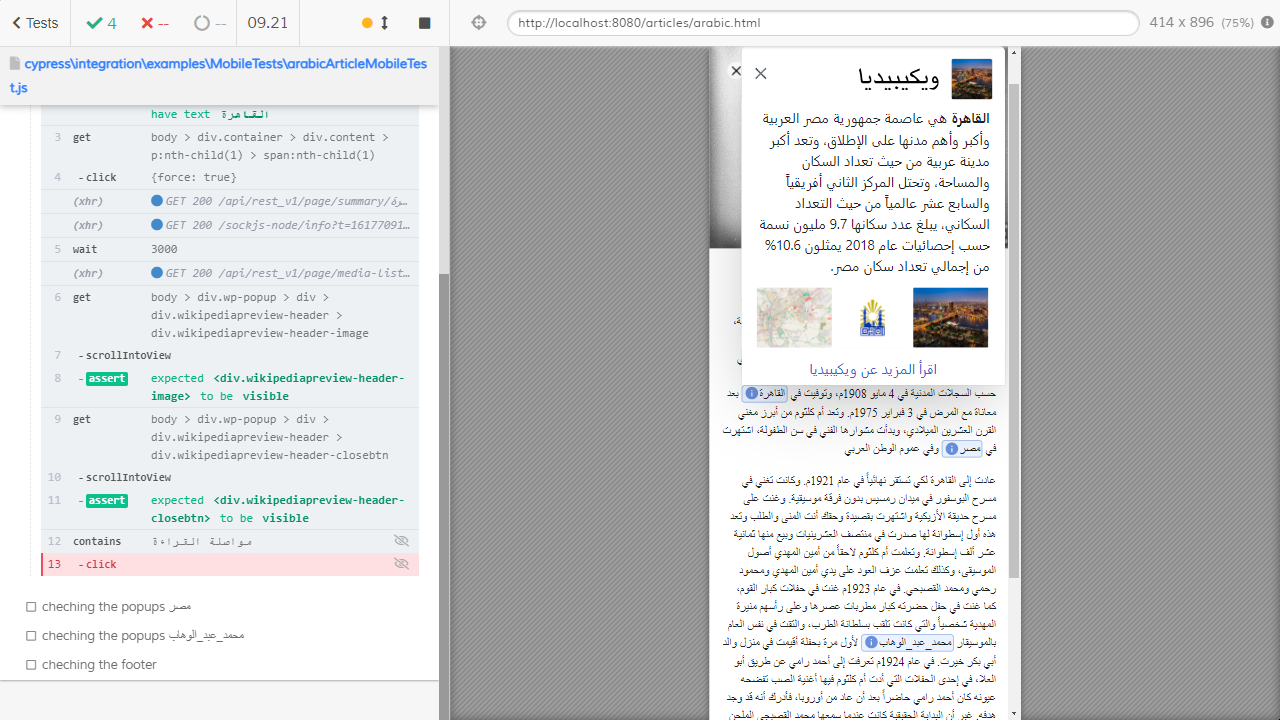 Tests
4
--
--
09.21
http://localhost:8080/articles/arabic.html
414 x 896 (75%)
cypress\integration\examples\MobileTests\arabicArticleMobileTes
t.js
have text القاهرة
3 get body > div.container > div.content >
p:nth-child(1) > span:nth-child(1)
4 -click {force: true}
(xhr) GET 200 /api/rest_v1/page/summary/رة…
(xhr) GET 200 /sockjs-node/info?t=16177091…
5 wait 3000
(xhr) GET 200 /api/rest_v1/page/media-list…
6 get body > div.wp-popup > div >
div.wikipediapreview-header >
div.wikipediapreview-header-image
7 -scrollIntoView
8 -assert expected <div.wikipediapreview-header-
image> to be visible
9 get body > div.wp-popup > div >
div.wikipediapreview-header >
div.wikipediapreview-header-closebtn
10 -scrollIntoView
11 -assert expected <div.wikipediapreview-header-
closebtn> to be visible
12 contains مواصلة القراءة
13 -click
cheching the popups مصر
cheching the popups محمد_عبد_الوهاب
cheching the footer
ويكيبيديا
القاهرة هي عاصمة جمهورية مصر العربية
وأكبر وأهم مدنها على الإطلاق، وتعد أكبر
مدينة عربية من حيث تعداد السكان
والمساحة، وتحتل المركز الثاني أفريقياً
والسابع عشر عالمياً من حيث التعداد
السكاني، يبلغ عدد سكانها 9.7 مليون نسمة
حسب إحصائيات عام 2018 يمثلون 10.6%
من إجمالي تعداد سكان مصر.
اقرأ المزيد عن ويكيبيديا
حسب السجلات المدنية في 4 مايو 1908م، وتوفيت في القاهرة بعد
معاناة مع المرض في 3 فبراير 1975م. وتعد أم كلثوم من أبرز مغني
القرن العشرين الميلادي، وبدأت مشوارها الفني في سن الطفولة، اشتهرت
في مصر وفي عموم الوطن العربي
عادت إلى القاهرة لكي تستقر نهائياً في عام 1921م. وكانت تغني في
مسرح البوسفور في ميدان رمسيس بدون فرقة موسيقية. وغنت على
مسرح حديقة الأزبكية واشتهرت بقصيدة وحقك أنت المنى والطلب وتعد
هذه أول إسطوانة لها صدرت في منتصف العشرينيات وبيع منها ثمانية
عشر ألف إسطوانة. وتعلمت أم كلثوم لاحقاً من أمين المهدي أصول
الموسيقى، وكذلك تعلمت عزف العود على يدي أمين المهدي ومحمود
رحمي ومحمد القصبجي. في عام 1923م غنت في حفلات كبار القوم،
كما غنت في حفل حضرته كبار مطربات عصرها وعلى رأسهم منيرة
المهدية شخصياً والتي كانت تلقب بسلطانة الطرب، والتقت في نفس العام
بالموسيقار محمد_عبد_الوهاب لأول مرة بحفلة أقيمت في منزل والد
أبي بكر خيرت. في عام 1924م تعرفت إلى أحمد رامي عن طريق أبو
العلا، في إحدى الحفلات التي أدت أم كلثوم فيها أغنية الصب تفضحه
عيونه كان أحمد رامي حاضراً بعد أن عاد من أوروبا، فأدرك أنه قد وجد
هدفه. غير أن البداية الحقيقية كانت عندما سمعها محمد القصبجي الملحن